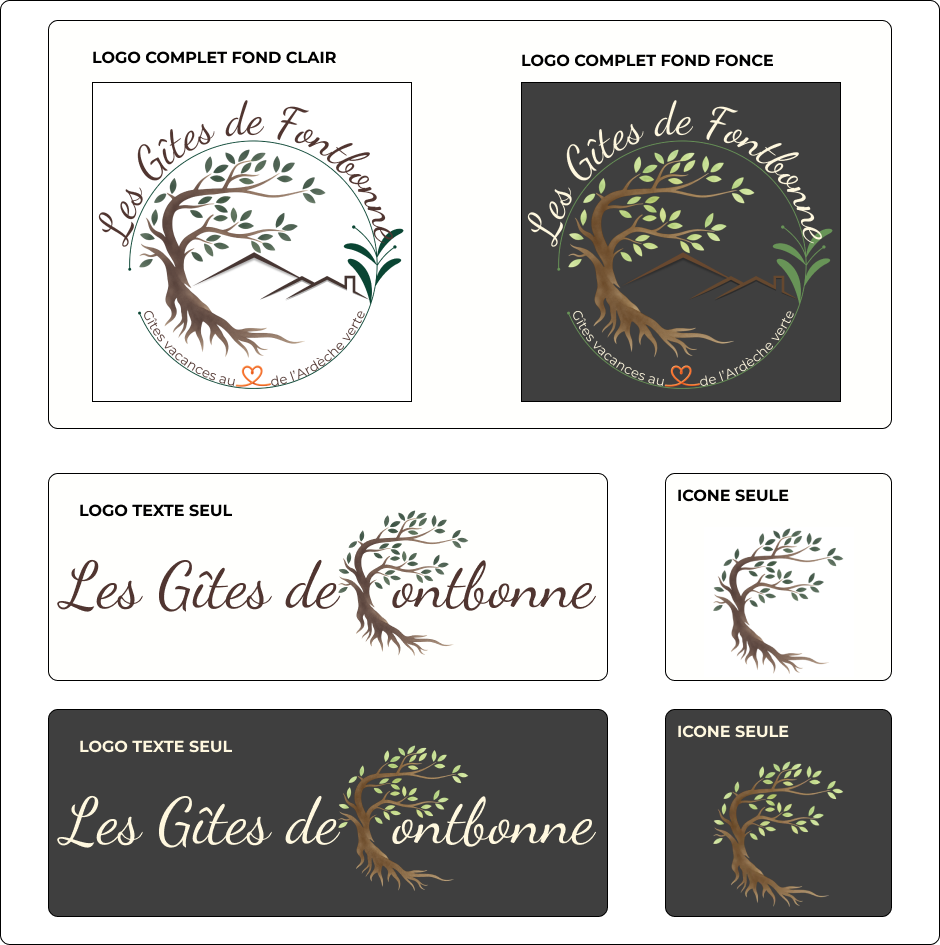 LOGO COMPLET FOND CLAIR
Les Gîtes de Fontbonne
Gîtes vacances au de l'Ardèche verte
LOGO COMPLET FOND FONCE
Les Gîtes de Fontbonne
Gîtes vacances au de l'Ardèche verte
LOGO TEXTE SEUL
Les Gîtes de ontbonne
ICONE SEULE
LOGO TEXTE SEUL
Les Gîtes de ontbonne
ICONE SEULE